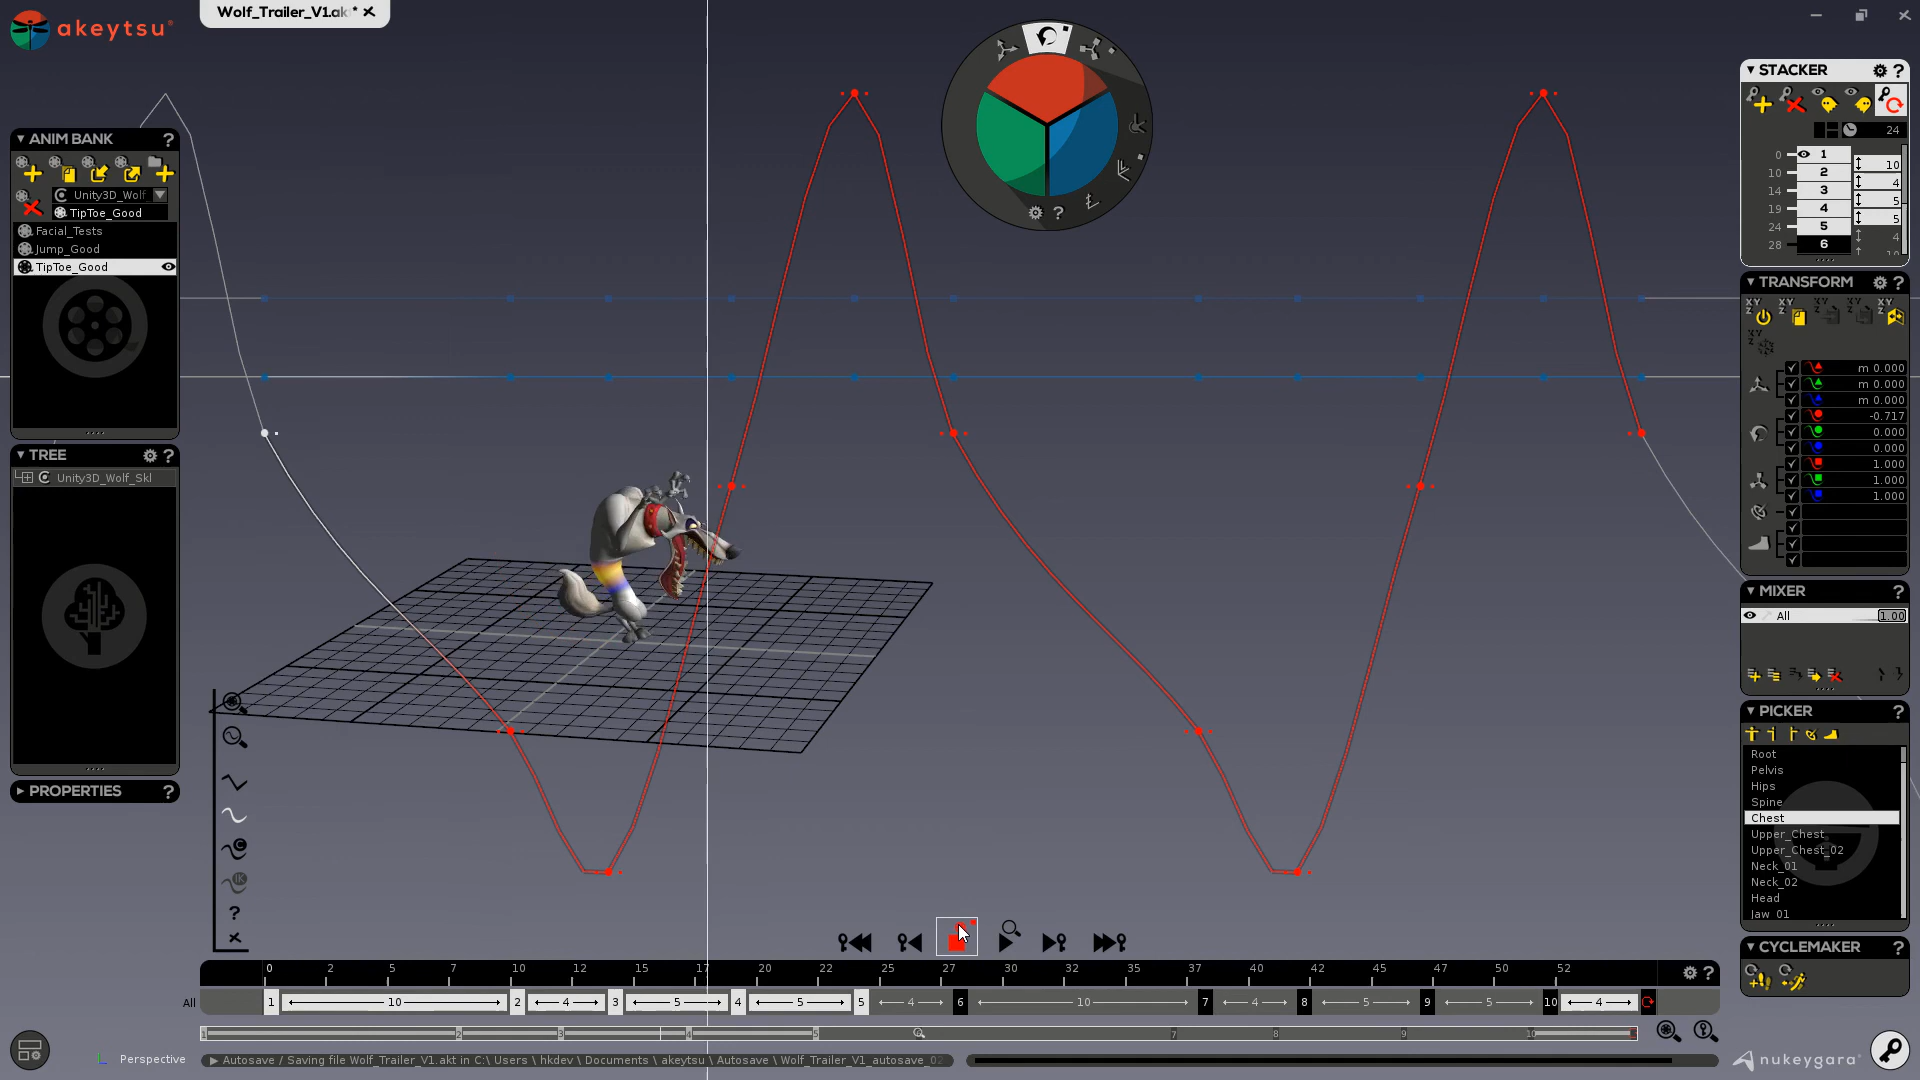 akeytsu®
Wolf_Trailer_V1.ak* ✕
ANIM BANK ?
Unity3D_Wolf
TipToe_Good
Facial_Tests
Jump_Good
TipToe_Good
TREE ?
Unity3D_Wolf_Skl
PROPERTIES ?
?
?
STACKER ?
24
0 1 10
10 2 4
14 3 5
19 4 5
24 5 4
28 6
TRANSFORM ?
m 0.000
m 0.000
m 0.000
-0.717
0.000
0.000
1.000
1.000
1.000
MIXER ?
All 1.00
PICKER ?
Root
Pelvis
Hips
Spine
Chest
Upper_Chest
Upper_Chest_02
Neck_01
Neck_02
Head
Jaw_01
CYCLEMAKER ?
0 2 5 7 10 12 15 17 20 22 25 27 30 32 35 37 40 42 45 47 50 52 ?
All 1 10 2 4 3 5 4 5 5 4 6 10 7 4 8 5 9 5 10 4
Perspective
Autosave / Saving file Wolf_Trailer_V1.akt in C:\ Users \ hkdev \ Documents \ akeytsu \ Autosave \ Wolf_Trailer_V1_autosave_02
nukeygara®